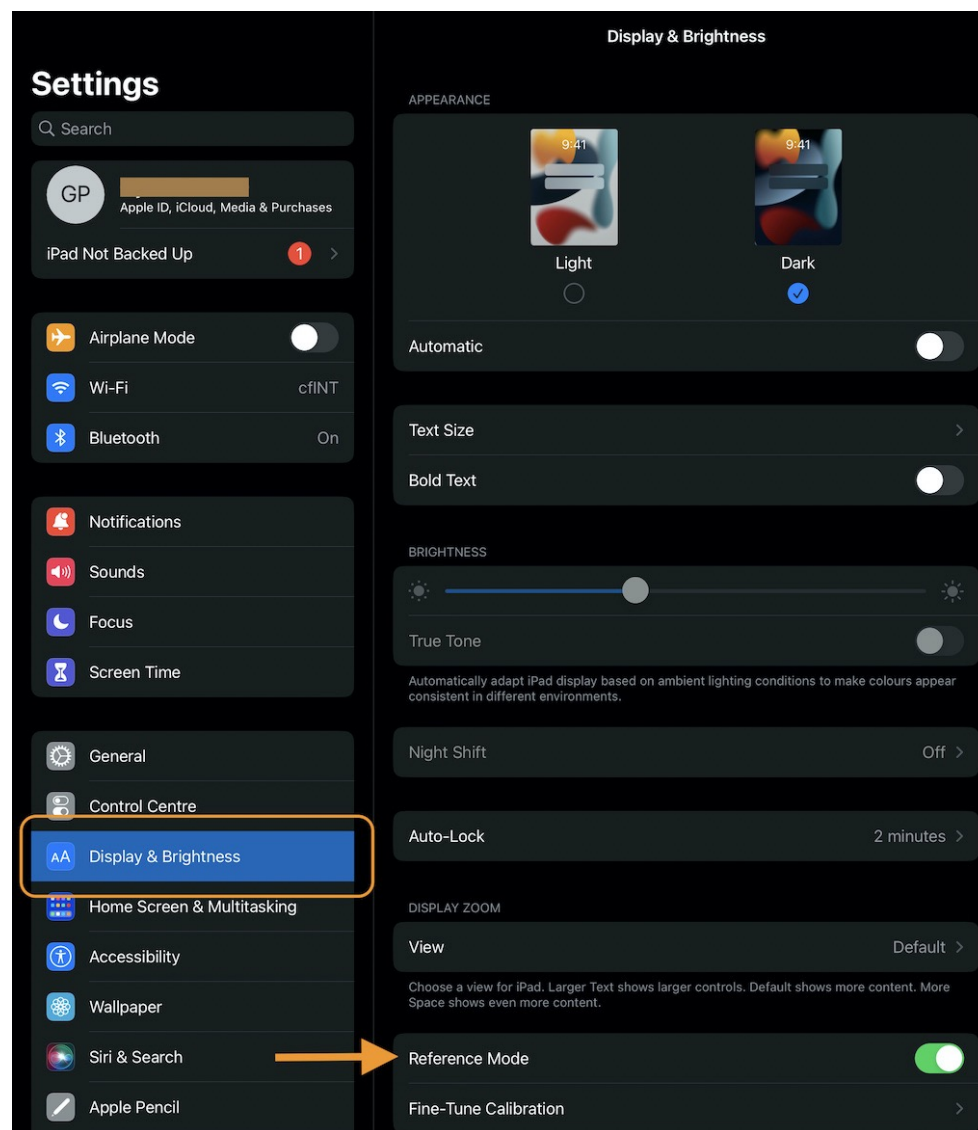 Settings
Search
GP
Apple ID, iCloud, Media & Purchases
iPad Not Backed Up 1
Airplane Mode
Wi-Fi cfINT
Bluetooth On
Notifications
Sounds
Focus
Screen Time
General
Control Centre
AA Display & Brightness
Home Screen & Multitasking
Accessibility
Wallpaper
Siri & Search
Apple Pencil
Display & Brightness
APPEARANCE
9:41 9:41
Light Dark
Automatic
Text Size
Bold Text
BRIGHTNESS
True Tone
Automatically adapt iPad display based on ambient lighting conditions to make colours appear
consistent in different environments.
Night Shift Off
Auto-Lock 2 minutes
DISPLAY ZOOM
View Default
Choose a view for iPad. Larger Text shows larger controls. Default shows more content. More
Space shows even more content.
Reference Mode
Fine-Tune Calibration